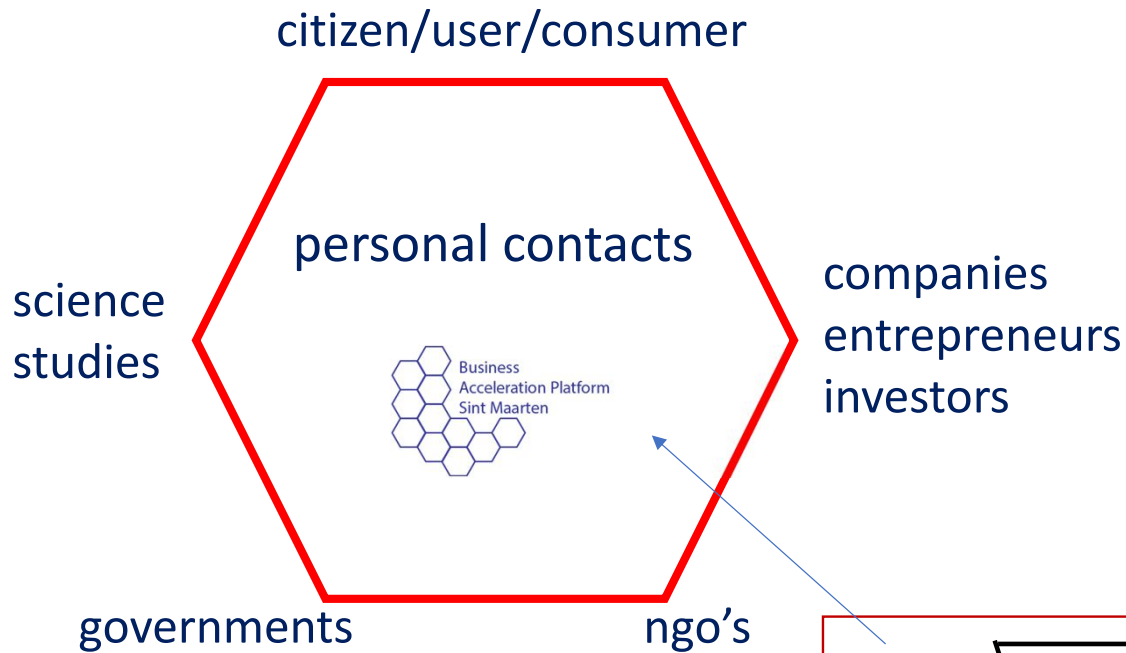 citizen/user/consumer
personal contacts
science
studies
companies
entrepreneurs
investors
Business
Acceleration Platform
Sint Maarten
governments
ngo’s